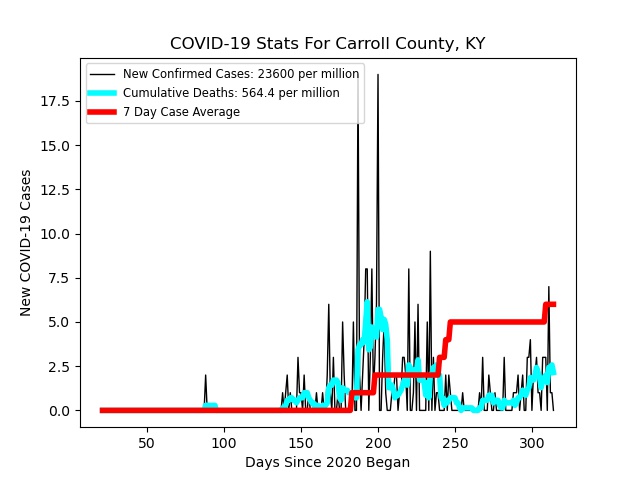 COVID-19 Stats For Carroll County, KY
New Confirmed Cases: 23600 per million
Cumulative Deaths: 564.4 per million
7 Day Case Average
17.5
15.0
12.5
10.0
7.5
5.0
2.5
0.0
New COVID-19 Cases
50 100 150 200 250 300
Days Since 2020 Began